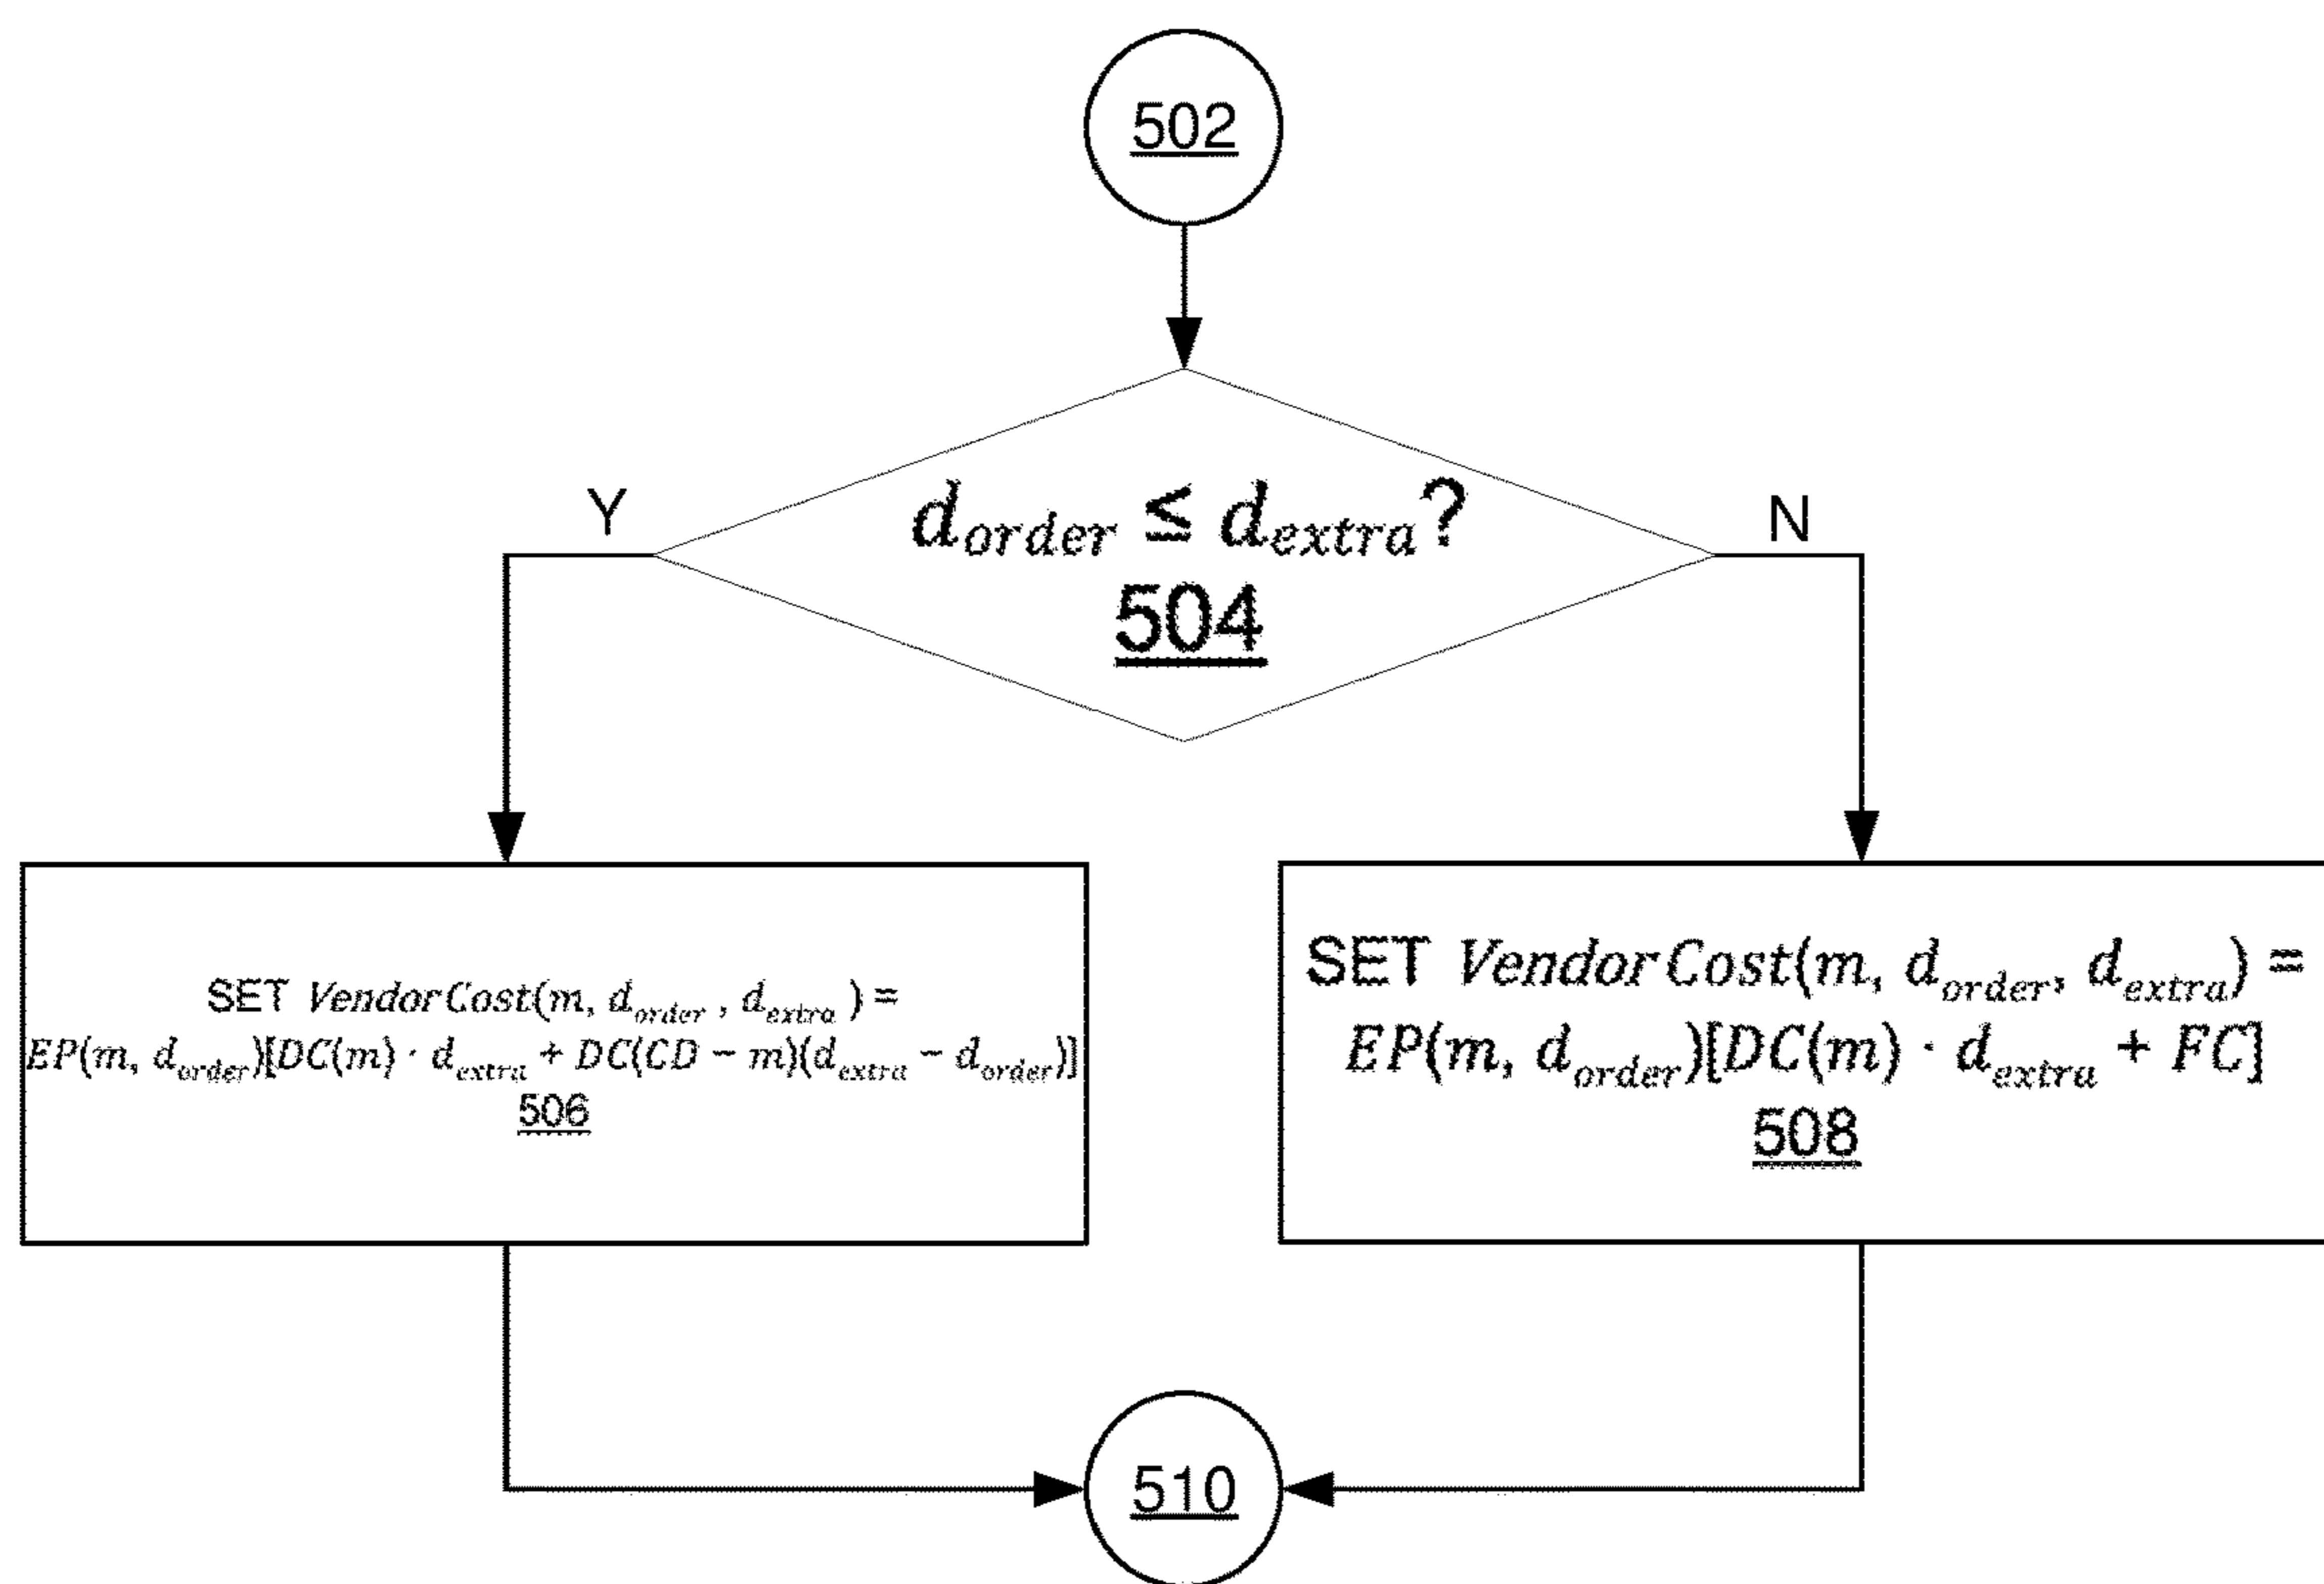 502
d_order ≤ d_extra?
504
Y
N
SET VendorCost(m, d_order , d_extra ) =
EP(m, d_order)[DC(m) · d_extra + DC(CD − m)(d_extra − d_order)]
506
SET VendorCost(m, d_order, d_extra) =
EP(m, d_order)[DC(m) · d_extra + FC]
508
510